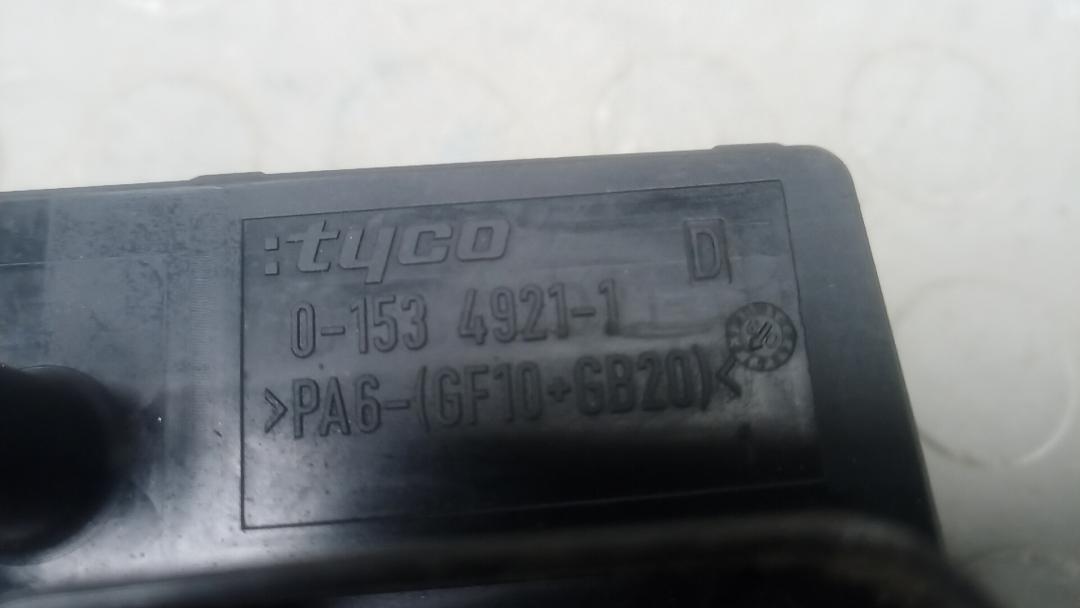 :tyco D
0-153 4921-1
>PA6-(GF10+GB20)<